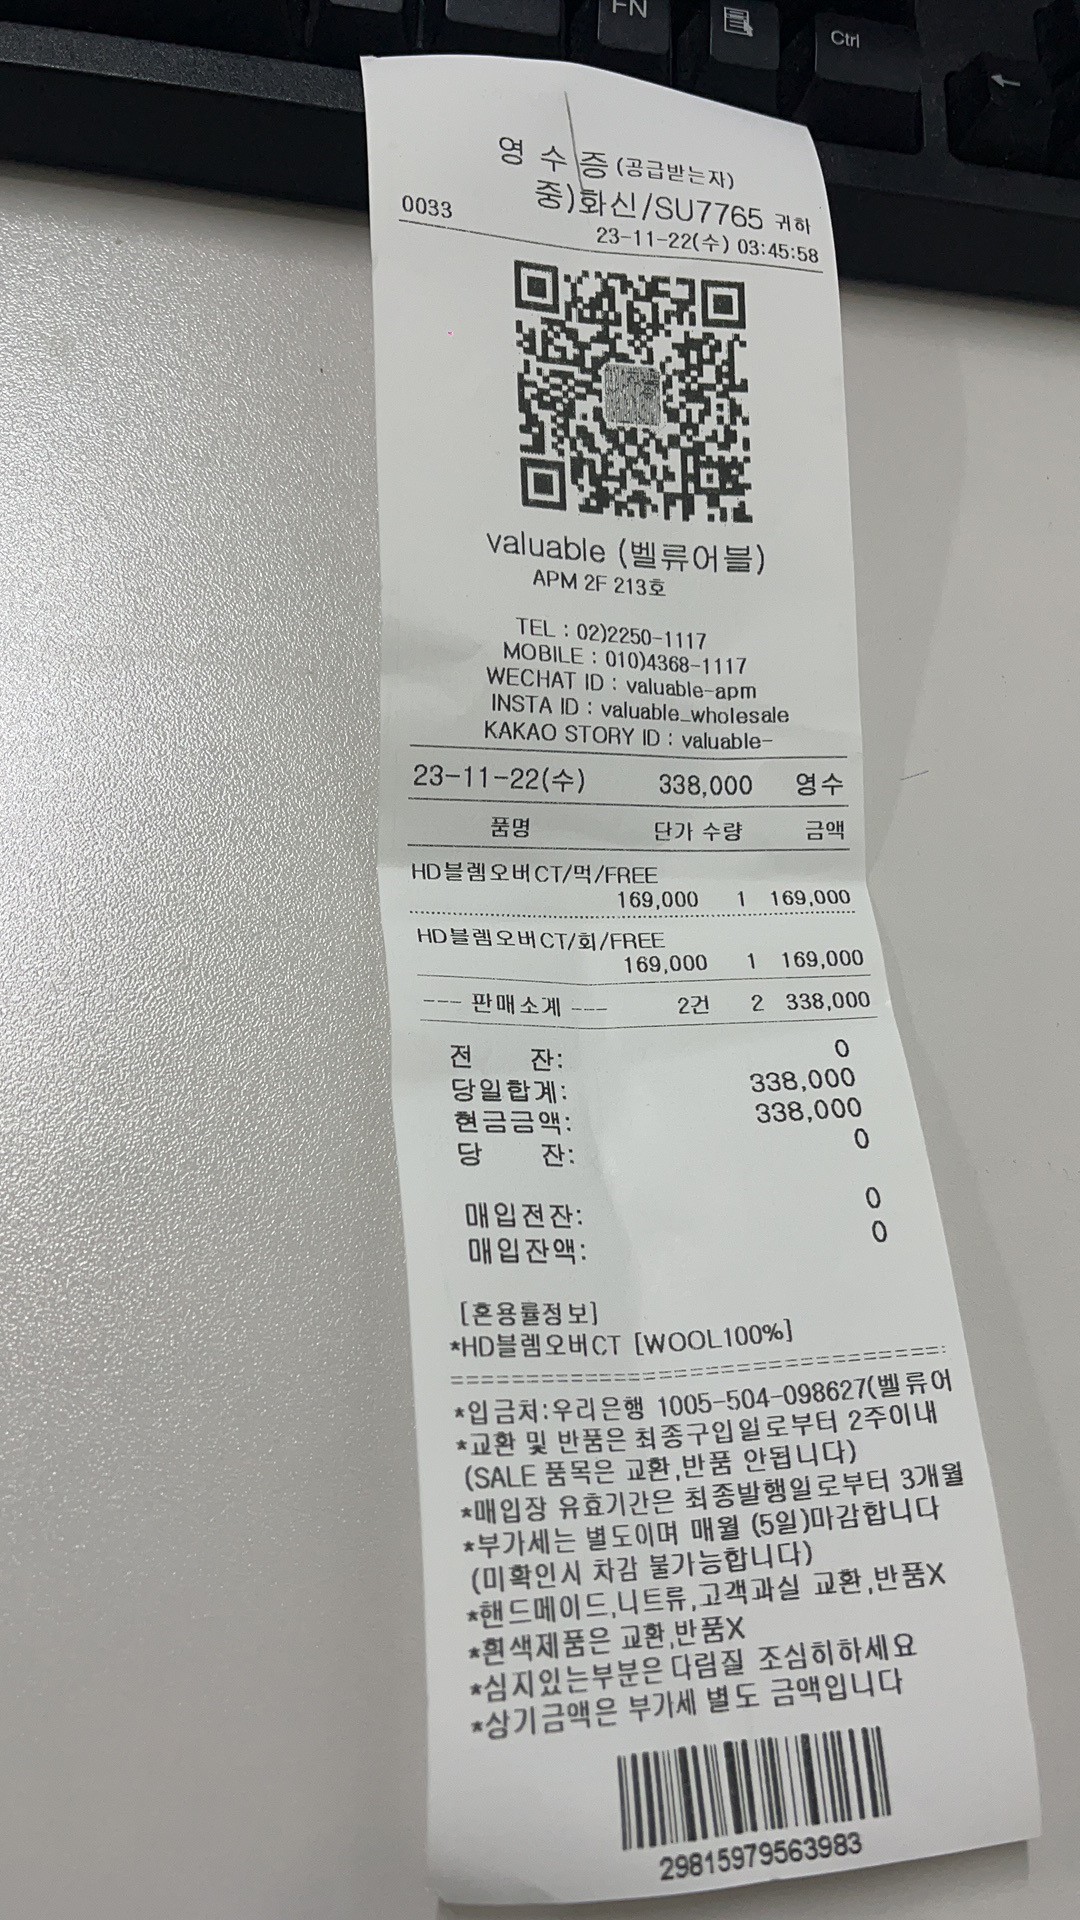 FN
Ctrl
영 수 증 (공급받는자)
중)화신/SU7765 귀하
0033
23-11-22(수) 03:45:58
valuable (벨류어블)
APM 2F 213호
TEL : 02)2250-1117
MOBILE : 010)4368-1117
WECHAT ID : valuable-apm
INSTA ID : valuable_wholesale
KAKAO STORY ID : valuable-
23-11-22(수) 338,000 영수
품명 단가 수량 금액
HD블렘오버CT/먹/FREE
169,000 1 169,000
HD블렘오버CT/회/FREE
169,000 1 169,000
--- 판매소계 --- 2건 2 338,000
전 잔: 0
당일합계: 338,000
현금금액: 338,000
당 잔: 0
매입전잔: 0
매입잔액: 0
[혼용률정보]
*HD블렘오버CT [WOOL100%]
*입금처:우리은행 1005-504-098627(벨류어
*교환 및 반품은 최종구입일로부터 2주이내
(SALE 품목은 교환,반품 안됩니다)
*매입장 유효기간은 최종발행일로부터 3개월
*부가세는 별도이며 매월 (5일)마감합니다
(미확인시 차감 불가능합니다)
*핸드메이드,니트류,고객과실 교환,반품X
*흰색제품은 교환,반품X
*심지있는부분은 다림질 조심히하세요
*상기금액은 부가세 별도 금액입니다
29815979563983